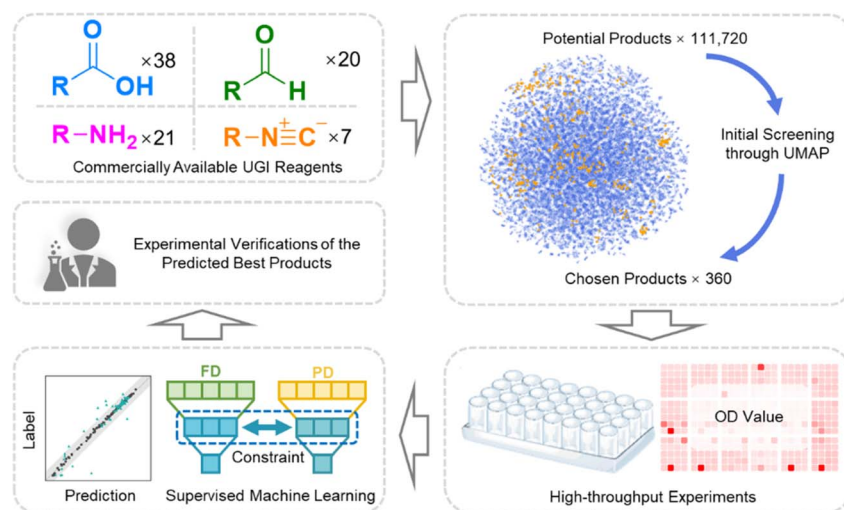 O
R
OH
×38
O
R
H
×20
R–NH₂ ×21
R–N≡C ×7
+ −
Commercially Available UGI Reagents
Potential Products × 111,720
Initial Screening
through UMAP
Chosen Products × 360
Experimental Verifications of the
Predicted Best Products
Label
Prediction
FD
PD
Constraint
Supervised Machine Learning
OD Value
High-throughput Experiments